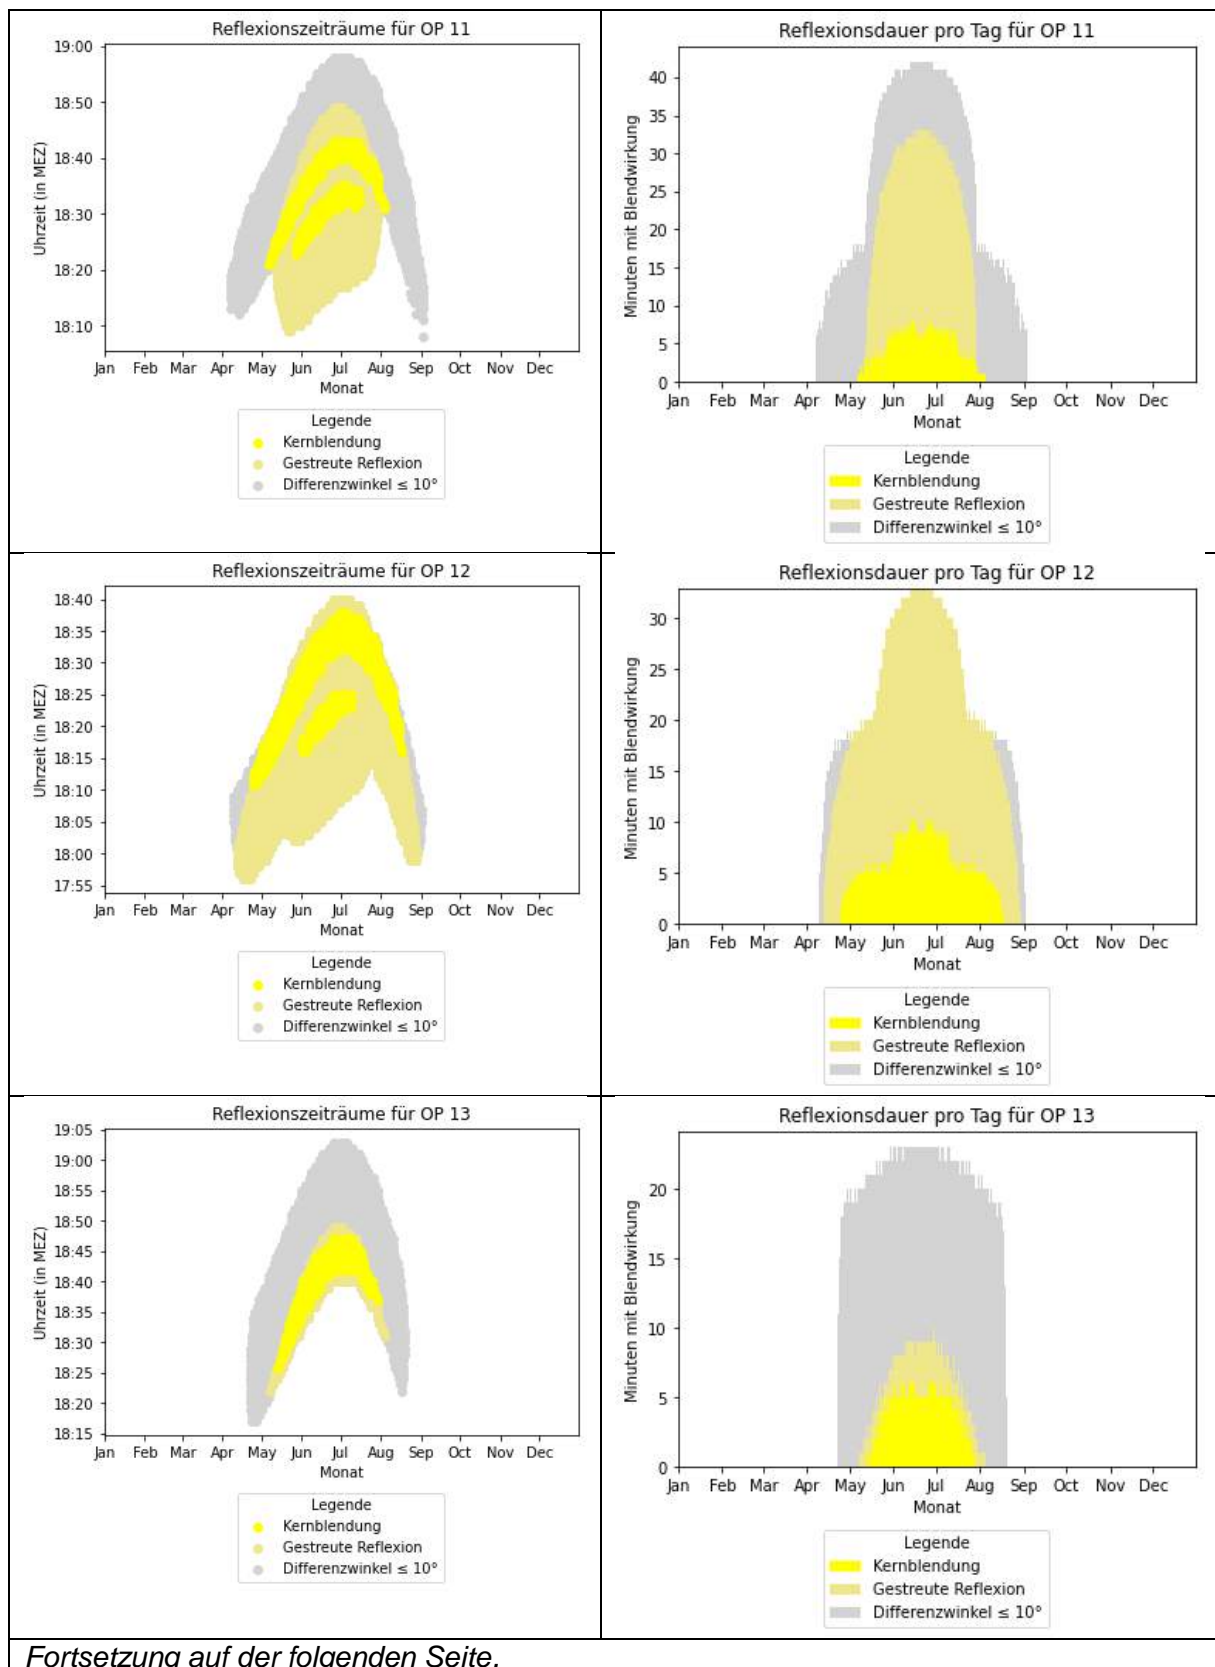 Reflexionszeiträume für OP 11
19:00
18:50
18:40
18:30
18:20
18:10
Uhrzeit (in MEZ)
Jan Feb Mar Apr May Jun Jul Aug Sep Oct Nov Dec
Monat
Legende
Kernblendung
Gestreute Reflexion
Differenzwinkel ≤ 10°
Reflexionsdauer pro Tag für OP 11
40
35
30
25
20
15
10
5
0
Minuten mit Blendwirkung
Jan Feb Mar Apr May Jun Jul Aug Sep Oct Nov Dec
Monat
Legende
Kernblendung
Gestreute Reflexion
Differenzwinkel ≤ 10°
Reflexionszeiträume für OP 12
18:40
18:35
18:30
18:25
18:20
18:15
18:10
18:05
18:00
17:55
Uhrzeit (in MEZ)
Jan Feb Mar Apr May Jun Jul Aug Sep Oct Nov Dec
Monat
Legende
Kernblendung
Gestreute Reflexion
Differenzwinkel ≤ 10°
Reflexionsdauer pro Tag für OP 12
30
25
20
15
10
5
0
Minuten mit Blendwirkung
Jan Feb Mar Apr May Jun Jul Aug Sep Oct Nov Dec
Monat
Legende
Kernblendung
Gestreute Reflexion
Differenzwinkel ≤ 10°
Reflexionszeiträume für OP 13
19:05
19:00
18:55
18:50
18:45
18:40
18:35
18:30
18:25
18:20
18:15
Uhrzeit (in MEZ)
Jan Feb Mar Apr May Jun Jul Aug Sep Oct Nov Dec
Monat
Legende
Kernblendung
Gestreute Reflexion
Differenzwinkel ≤ 10°
Reflexionsdauer pro Tag für OP 13
20
15
10
5
0
Minuten mit Blendwirkung
Jan Feb Mar Apr May Jun Jul Aug Sep Oct Nov Dec
Monat
Legende
Kernblendung
Gestreute Reflexion
Differenzwinkel ≤ 10°
Fortsetzung auf der folgenden Seite.